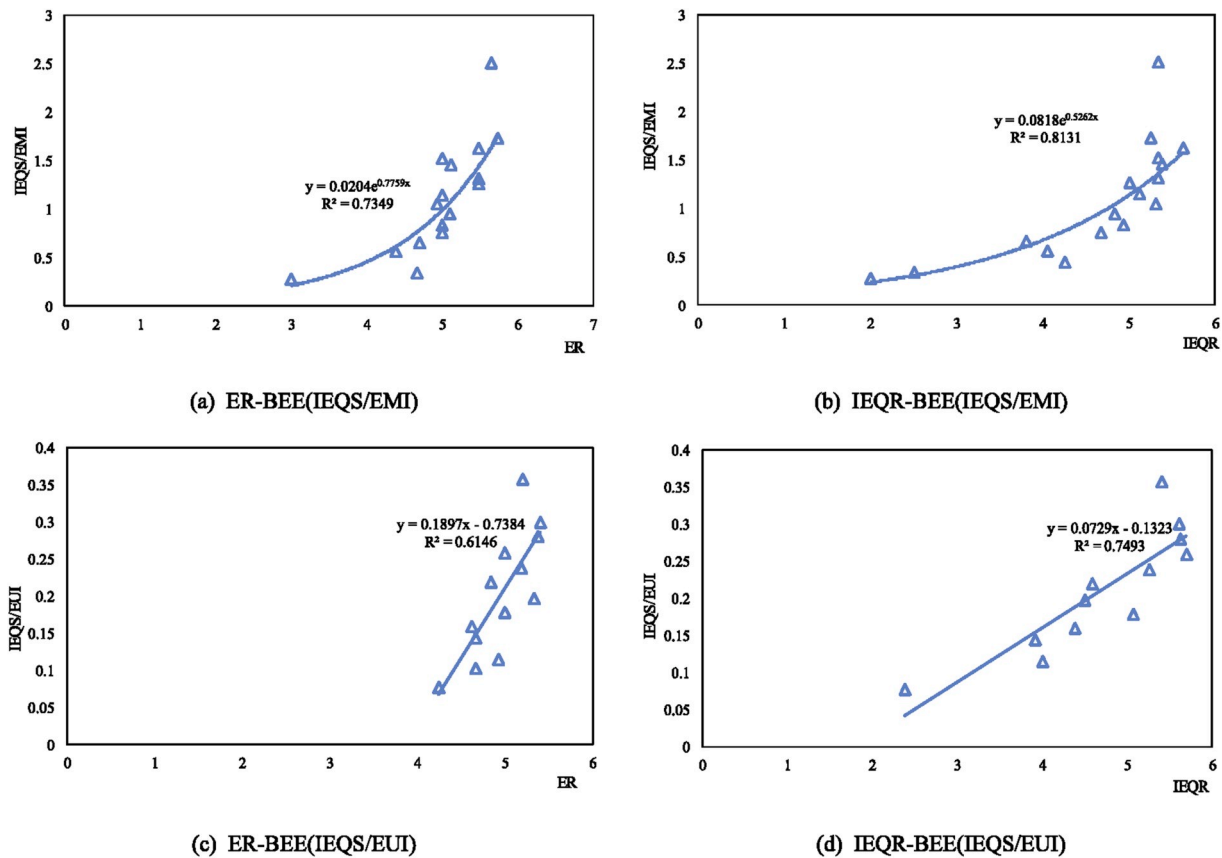 3
2.5
2
1.5
1
0.5
0
IEQS/EMI
y = 0.0204e^0.7759x
R² = 0.7349
0 1 2 3 4 5 6 7
ER
(a) ER-BEE(IEQS/EMI)
3
2.5
2
1.5
1
0.5
0
IEQS/EMI
y = 0.0818e^0.5262x
R² = 0.8131
0 1 2 3 4 5 6
IEQR
(b) IEQR-BEE(IEQS/EMI)
0.4
0.35
0.3
0.25
0.2
0.15
0.1
0.05
0
IEQS/EUI
y = 0.1897x - 0.7384
R² = 0.6146
0 1 2 3 4 5 6
ER
(c) ER-BEE(IEQS/EUI)
0.4
0.35
0.3
0.25
0.2
0.15
0.1
0.05
0
IEQS/EUI
y = 0.0729x - 0.1323
R² = 0.7493
0 1 2 3 4 5 6
IEQR
(d) IEQR-BEE(IEQS/EUI)